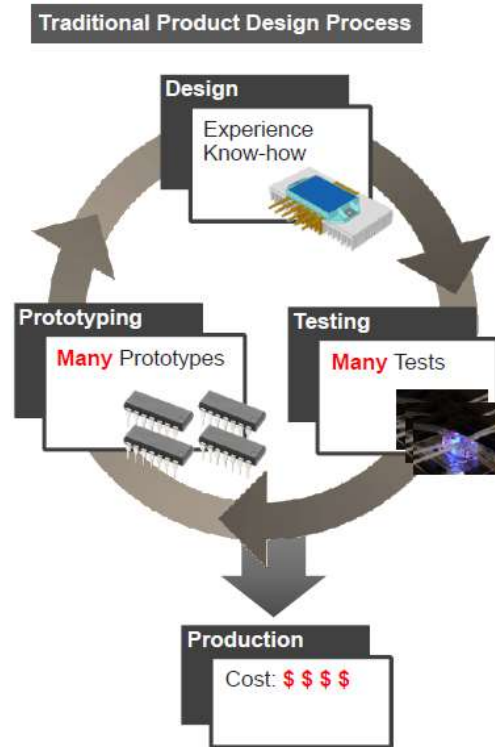 Traditional Product Design Process
Design
Experience
Know-how
Prototyping
Many Prototypes
Testing
Many Tests
Production
Cost: $ $ $ $